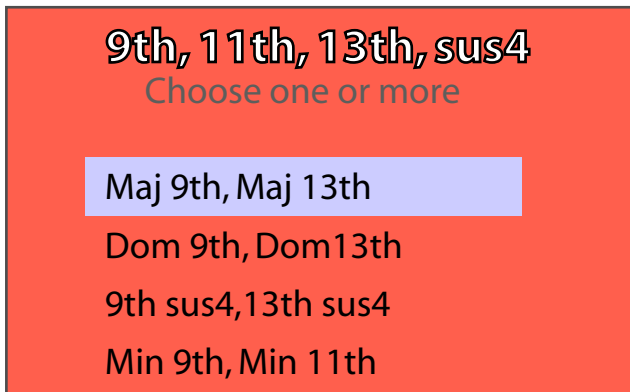 9th, 11th, 13th, sus4
Choose one or more
Maj 9th, Maj 13th
Dom 9th, Dom13th
9th sus4,13th sus4
Min 9th, Min 11th